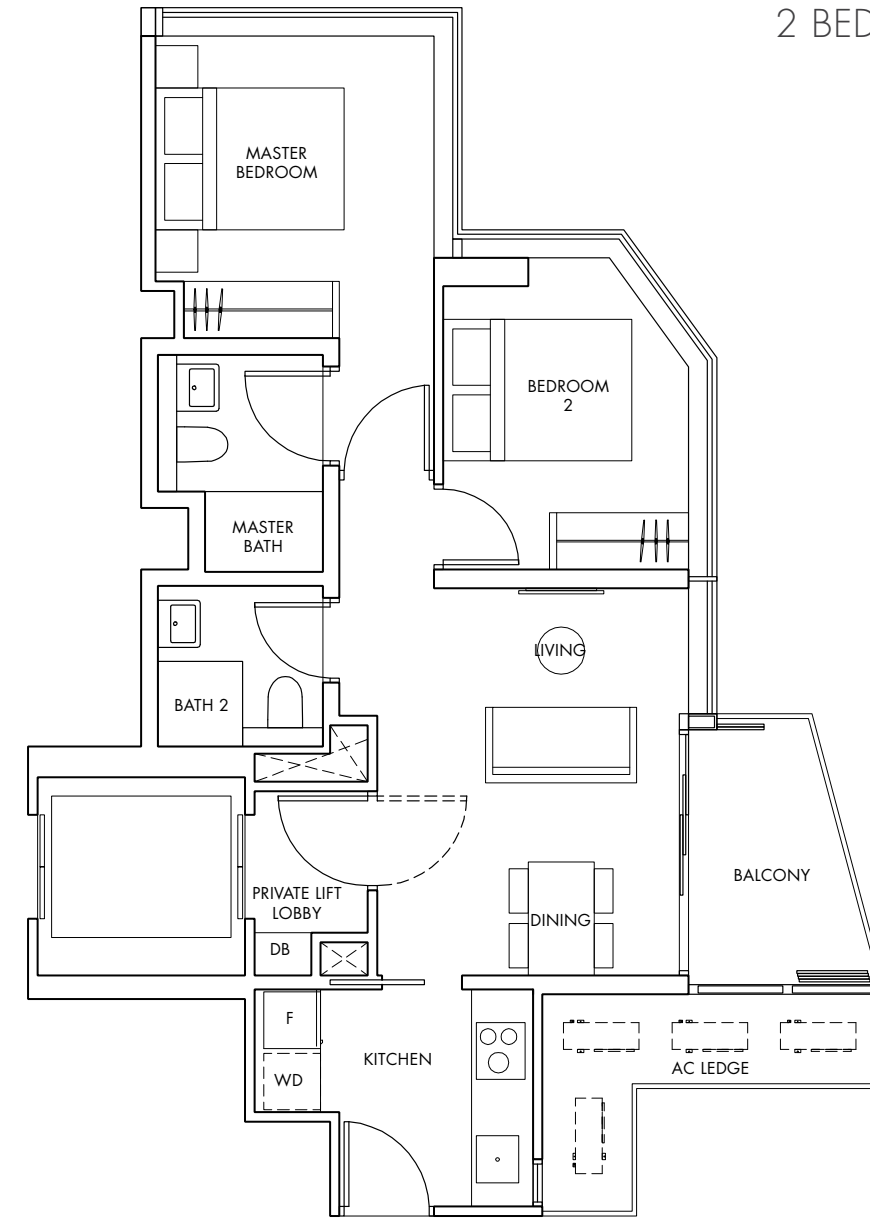 2 BED
MASTER
BEDROOM
BEDROOM
2
MASTER
BATH
LIVING
BATH 2
BALCONY
PRIVATE LIFT
LOBBY
DINING
DB
F
KITCHEN
AC LEDGE
WD